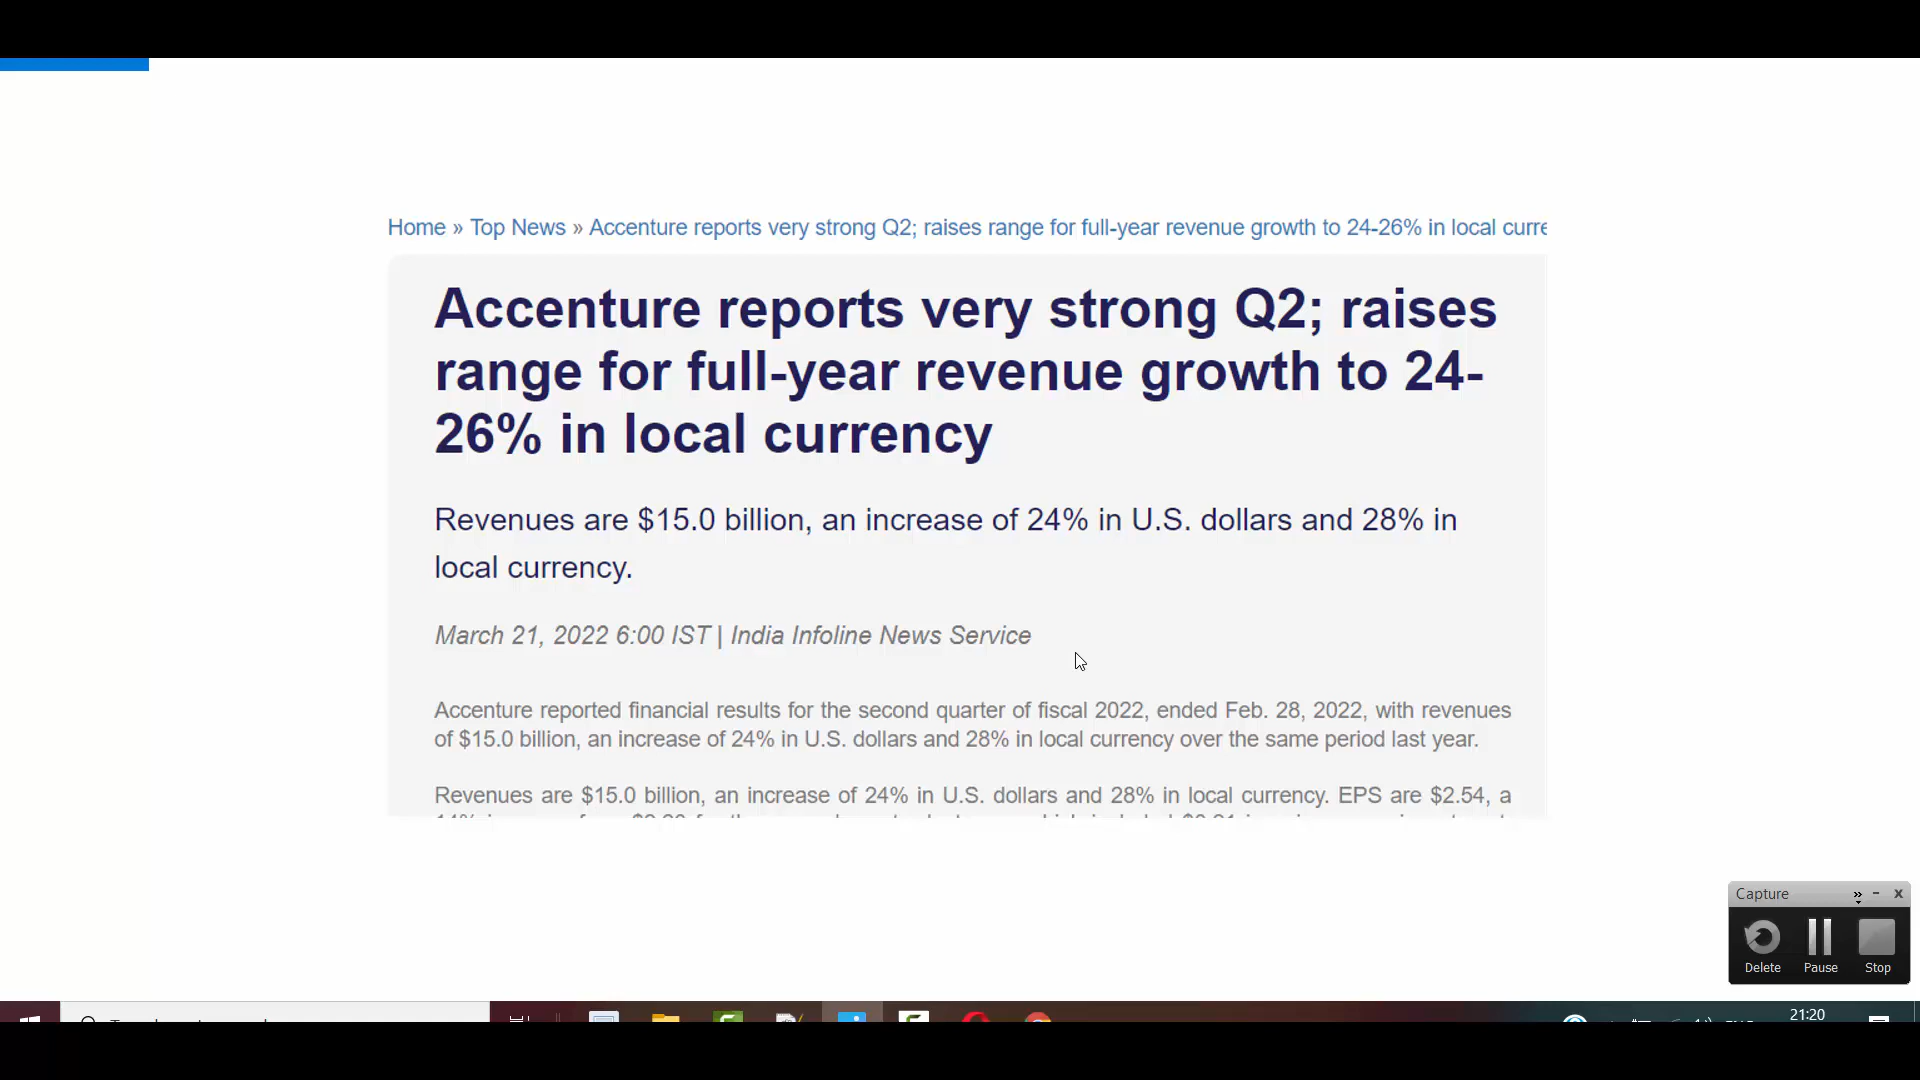 Home » Top News » Accenture reports very strong Q2; raises range for full-year revenue growth to 24-26% in local curre
Accenture reports very strong Q2; raises
range for full-year revenue growth to 24-
26% in local currency
Revenues are $15.0 billion, an increase of 24% in U.S. dollars and 28% in
local currency.
March 21, 2022 6:00 IST | India Infoline News Service
Accenture reported financial results for the second quarter of fiscal 2022, ended Feb. 28, 2022, with revenues
of $15.0 billion, an increase of 24% in U.S. dollars and 28% in local currency over the same period last year.
Revenues are $15.0 billion, an increase of 24% in U.S. dollars and 28% in local currency. EPS are $2.54, a
Capture
Delete Pause Stop
21:20